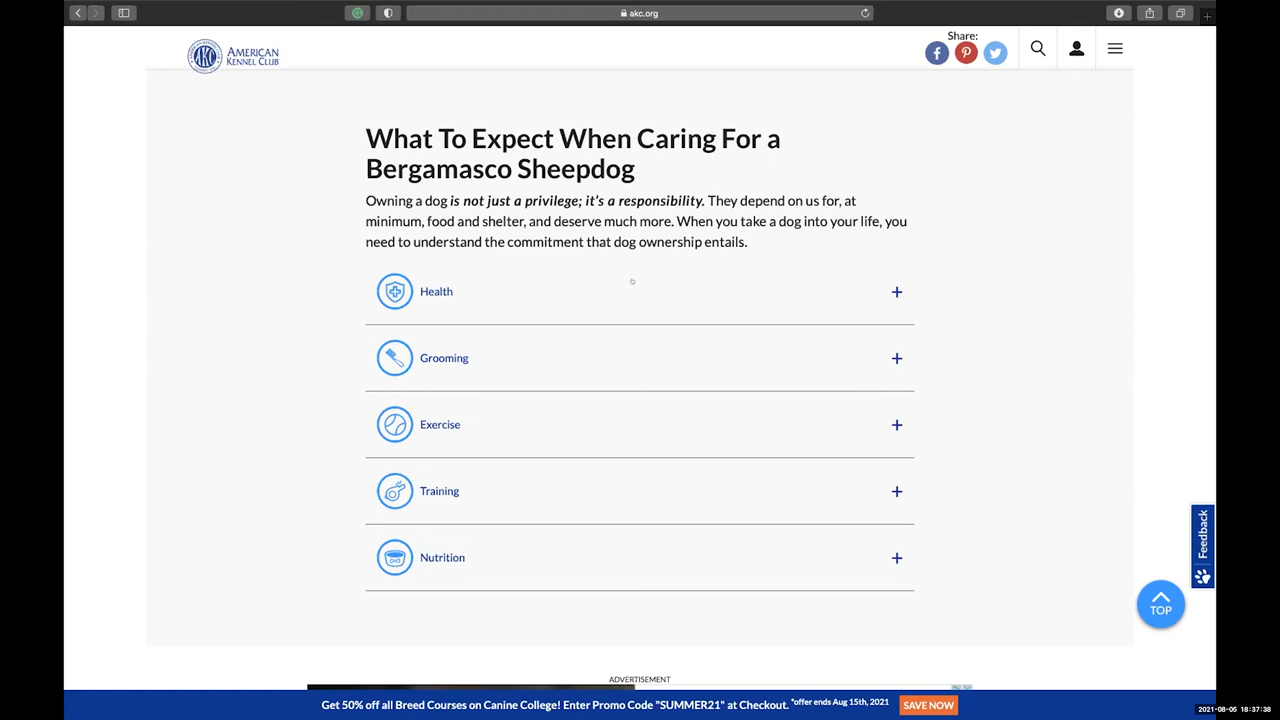 akc.org
AMERICAN
KENNEL CLUB
AKC
Share:
What To Expect When Caring For a
Bergamasco Sheepdog
Owning a dog is not just a privilege; it's a responsibility. They depend on us for, at
minimum, food and shelter, and deserve much more. When you take a dog into your life, you
need to understand the commitment that dog ownership entails.
Health
Grooming
Exercise
Training
Nutrition
Feedback
TOP
ADVERTISEMENT
Get 50% off all Breed Courses on Canine College! Enter Promo Code "SUMMER21" at Checkout. *offer ends Aug 15th, 2021
SAVE NOW
2021-08-05 18:37:38